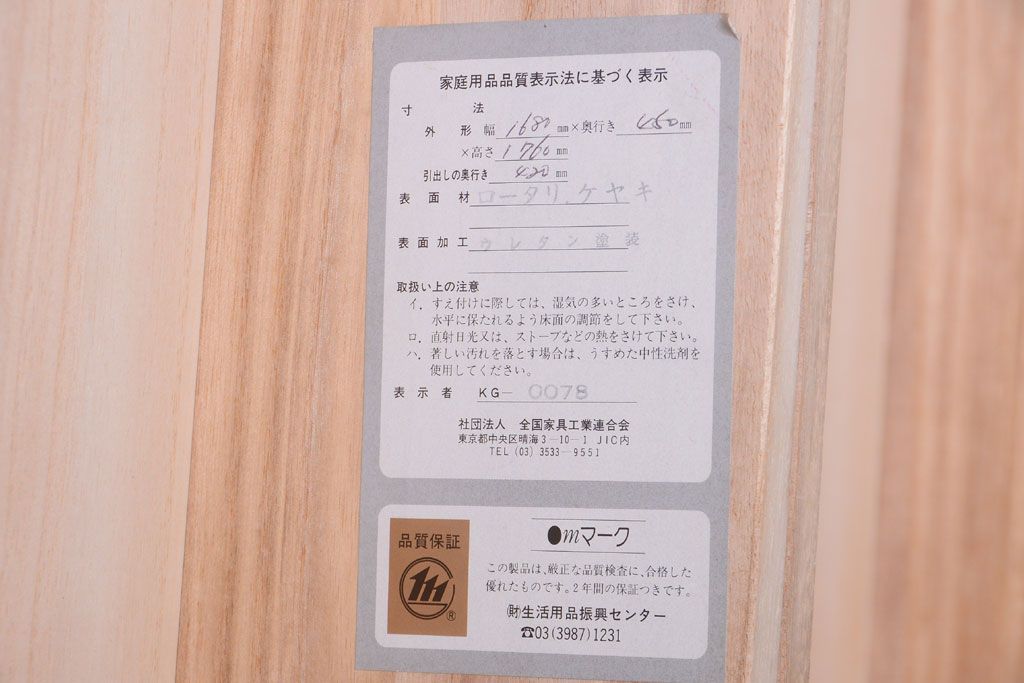 家庭用品品質表示法に基づく表示
寸 法
外 形 幅 1680 mm ×奥行き 450 mm
×高さ 1760 mm
引出しの奥行き 420 mm
表 面 材 ロータリ.ケヤキ
表 面 加 工 ウレタン塗装
取扱い上の注意
イ. すえ付けに際しては、湿気の多いところをさけ、
水平に保たれるよう床面の調節をして下さい。
ロ. 直射日光又は、ストーブなどの熱をさけて下さい。
ハ. 著しい汚れを落とす場合は、うすめた中性洗剤を
使用してください。
表 示 者 KG— 0078
社団法人 全国家具工業連合会
東京都中央区晴海3—10—1 JIC内
TEL (03) 3533—9551
品質保証
®
●mマーク
この製品は、厳正な品質検査に、合格した
優れたものです。2年間の保証つきです。
㈶生活用品振興センター
☎03(3987)1231